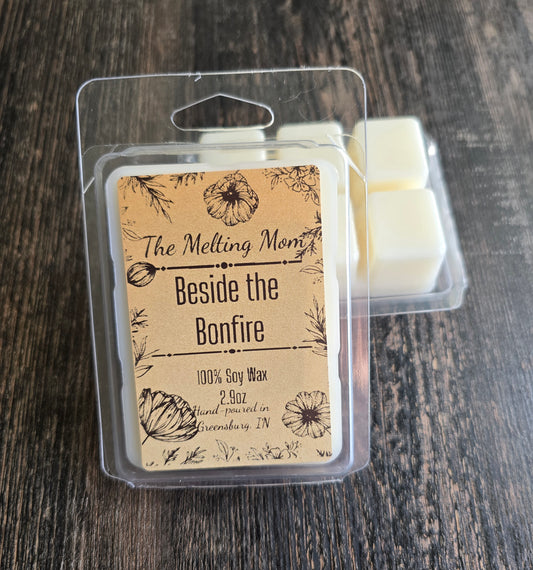 The Melting Mom
Beside the
Bonfire
100% Soy Wax
2.9oz
Hand-poured in
Greensburg, IN